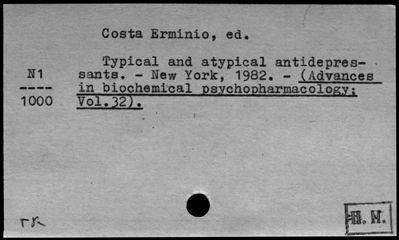 Costa Erminio, ed.
Typical and atypical antidepres-
N1 sants. - New York, 1982. - (Advances
---- in biochemical psychopharmacology;
1000 Vol.32).
H. M.